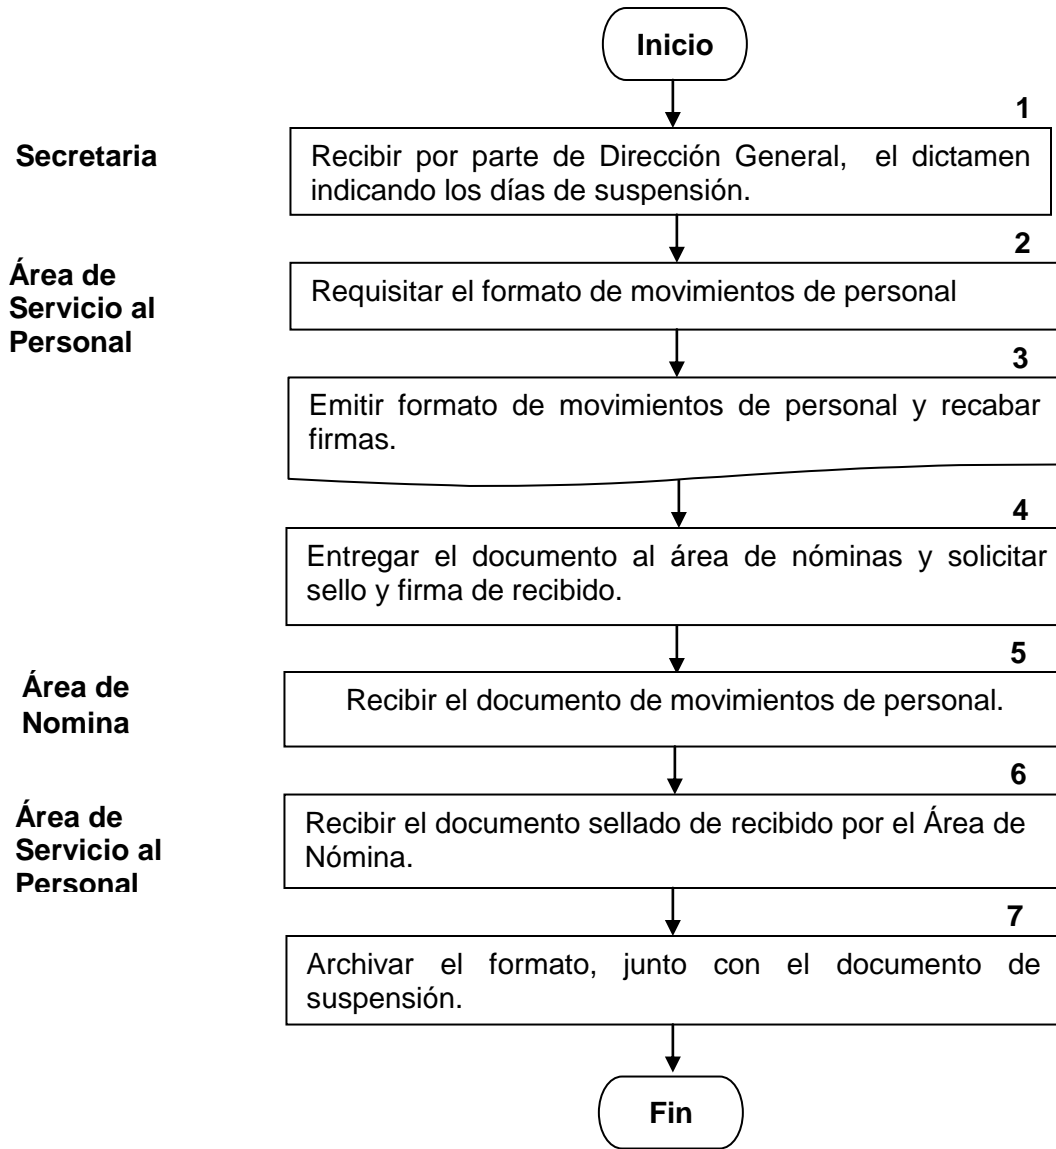 Inicio
1
Secretaria
Recibir por parte de Dirección General, el dictamen
indicando los días de suspensión.
2
Área de
Servicio al
Personal
Requisitar el formato de movimientos de personal
3
Emitir formato de movimientos de personal y recabar
firmas.
4
Entregar el documento al área de nóminas y solicitar
sello y firma de recibido.
5
Área de
Nomina
Recibir el documento de movimientos de personal.
6
Área de
Servicio al
Personal
Recibir el documento sellado de recibido por el Área de
Nómina.
7
Archivar el formato, junto con el documento de
suspensión.
Fin